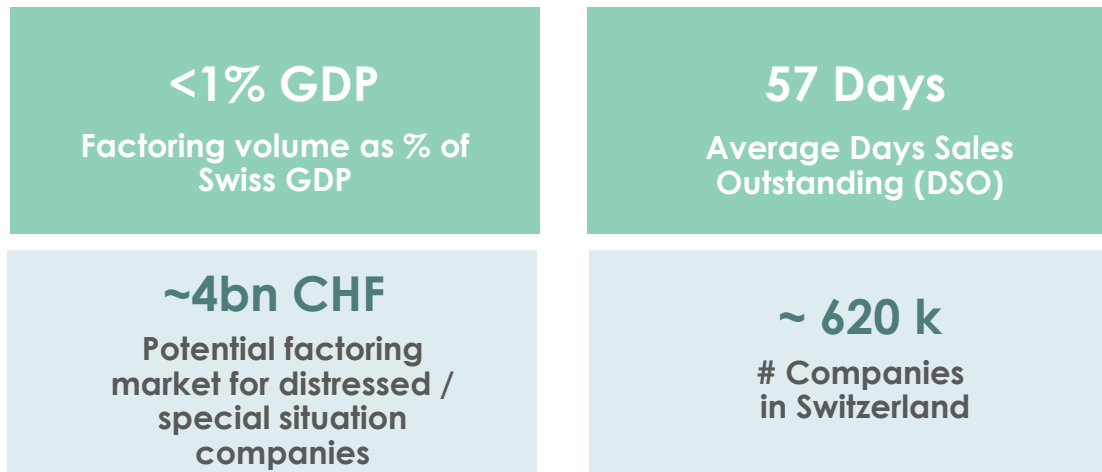 <1% GDP
Factoring volume as % of
Swiss GDP
57 Days
Average Days Sales
Outstanding (DSO)
~4bn CHF
Potential factoring
market for distressed /
special situation
companies
~ 620 k
# Companies
in Switzerland